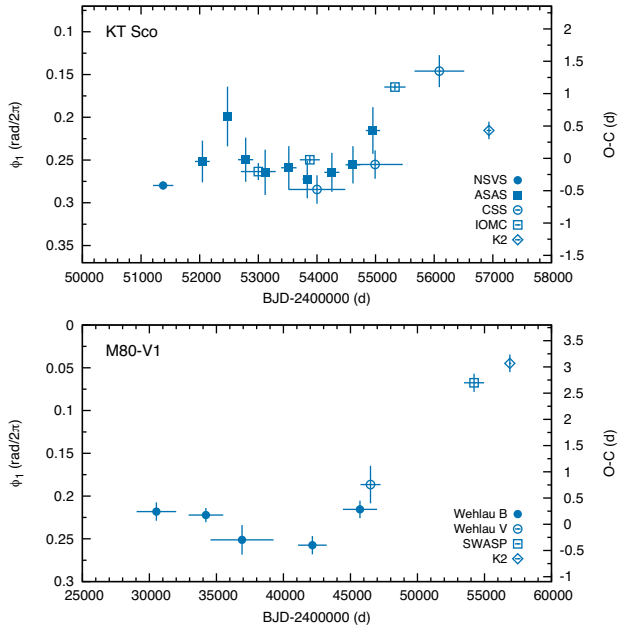 KT Sco
0.1
0.15
0.2
0.25
0.3
0.35
ϕ1 (rad/2π)
2
1.5
1
0.5
0
-0.5
-1
-1.5
O-C (d)
NSVS
ASAS
CSS
IOMC
K2
50000 51000 52000 53000 54000 55000 56000 57000 58000
BJD-2400000 (d)
M80-V1
0
0.05
0.1
0.15
0.2
0.25
0.3
ϕ1 (rad/2π)
3.5
3
2.5
2
1.5
1
0.5
0
-0.5
-1
O-C (d)
Wehlau B
Wehlau V
SWASP
K2
25000 30000 35000 40000 45000 50000 55000 60000
BJD-2400000 (d)